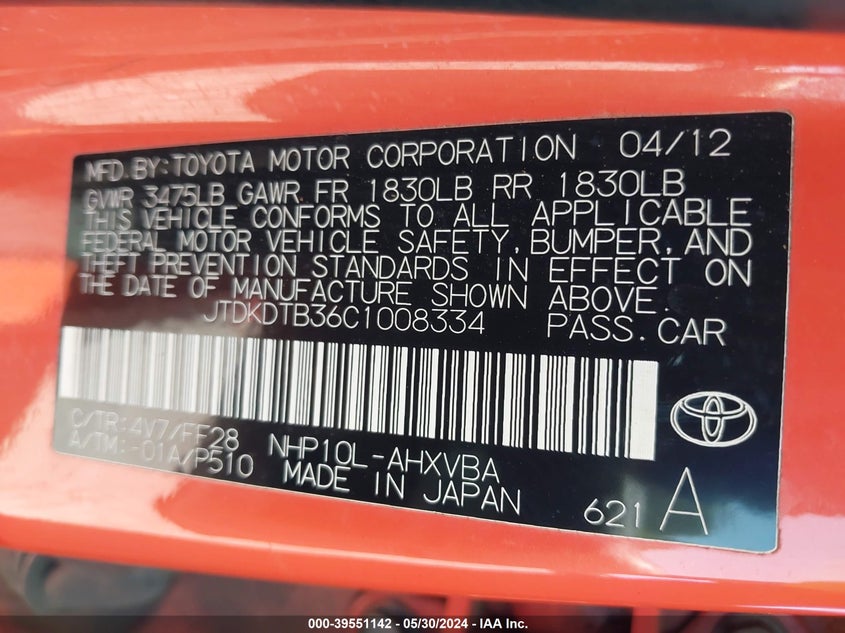 MFD.BY:TOYOTA MOTOR CORPORATION 04/12
GVWR 3475LB GAWR FR 1830LB RR 1830LB
THIS VEHICLE CONFORMS TO ALL APPLICABLE
FEDERAL MOTOR VEHICLE SAFETY,BUMPER,AND
THEFT PREVENTION STANDARDS IN EFFECT ON
THE DATE OF MANUFACTURE SHOWN ABOVE.
JTDKDTB36C1008334 PASS.CAR
C/TR:4V7/FF28
A/TM:-01A/P510
NHP10L-AHXVBA
MADE IN JAPAN
621 A
000-39551142 - 05/30/2024 - IAA Inc.